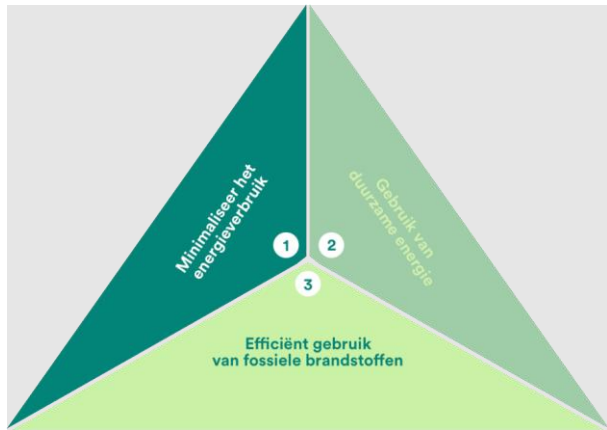 Minimaliseer het
energieverbruik
1
Gebruik van
duurzame energie
2
3
Efficiënt gebruik
van fossiele brandstoffen